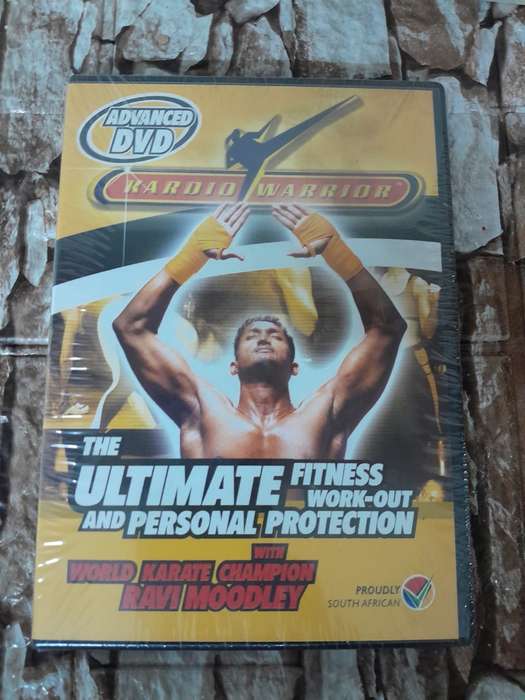 ADVANCED
DVD
KARDIO WARRIOR
THE
ULTIMATE FITNESS
WORK-OUT
AND PERSONAL PROTECTION
WITH
WORLD KARATE CHAMPION
RAVI MOODLEY
PROUDLY
SOUTH AFRICAN